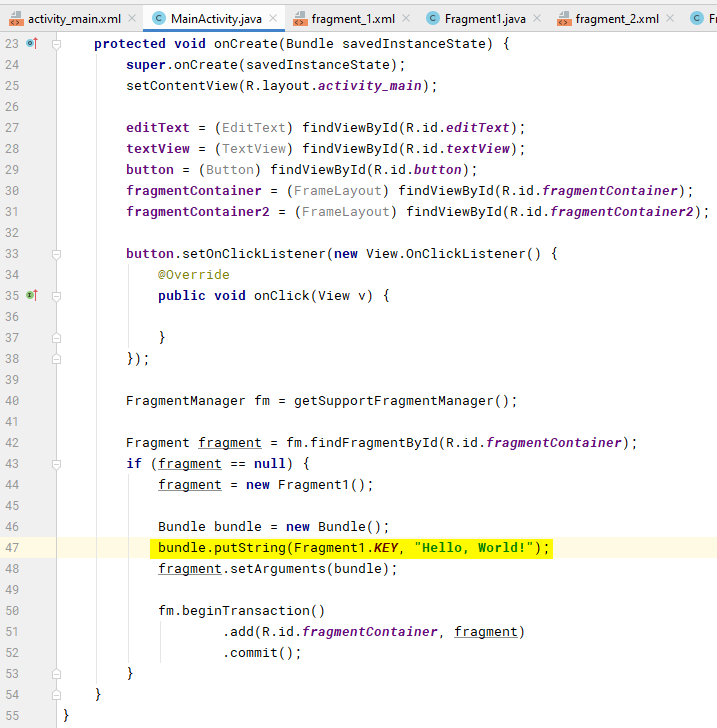 activity_main.xml × MainActivity.java × fragment_1.xml × Fragment1.java × fragment_2.xml × F
23 protected void onCreate(Bundle savedInstanceState) {
24 super.onCreate(savedInstanceState);
25 setContentView(R.layout.activity_main);
26
27 editText = (EditText) findViewById(R.id.editText);
28 textView = (TextView) findViewById(R.id.textView);
29 button = (Button) findViewById(R.id.button);
30 fragmentContainer = (FrameLayout) findViewById(R.id.fragmentContainer);
31 fragmentContainer2 = (FrameLayout) findViewById(R.id.fragmentContainer2);
32
33 button.setOnClickListener(new View.OnClickListener() {
34 @Override
35 public void onClick(View v) {
36
37 }
38 });
39
40 FragmentManager fm = getSupportFragmentManager();
41
42 Fragment fragment = fm.findFragmentById(R.id.fragmentContainer);
43 if (fragment == null) {
44 fragment = new Fragment1();
45
46 Bundle bundle = new Bundle();
47 bundle.putString(Fragment1.KEY, "Hello, World!");
48 fragment.setArguments(bundle);
49
50 fm.beginTransaction()
51 .add(R.id.fragmentContainer, fragment)
52 .commit();
53 }
54 }
55 }